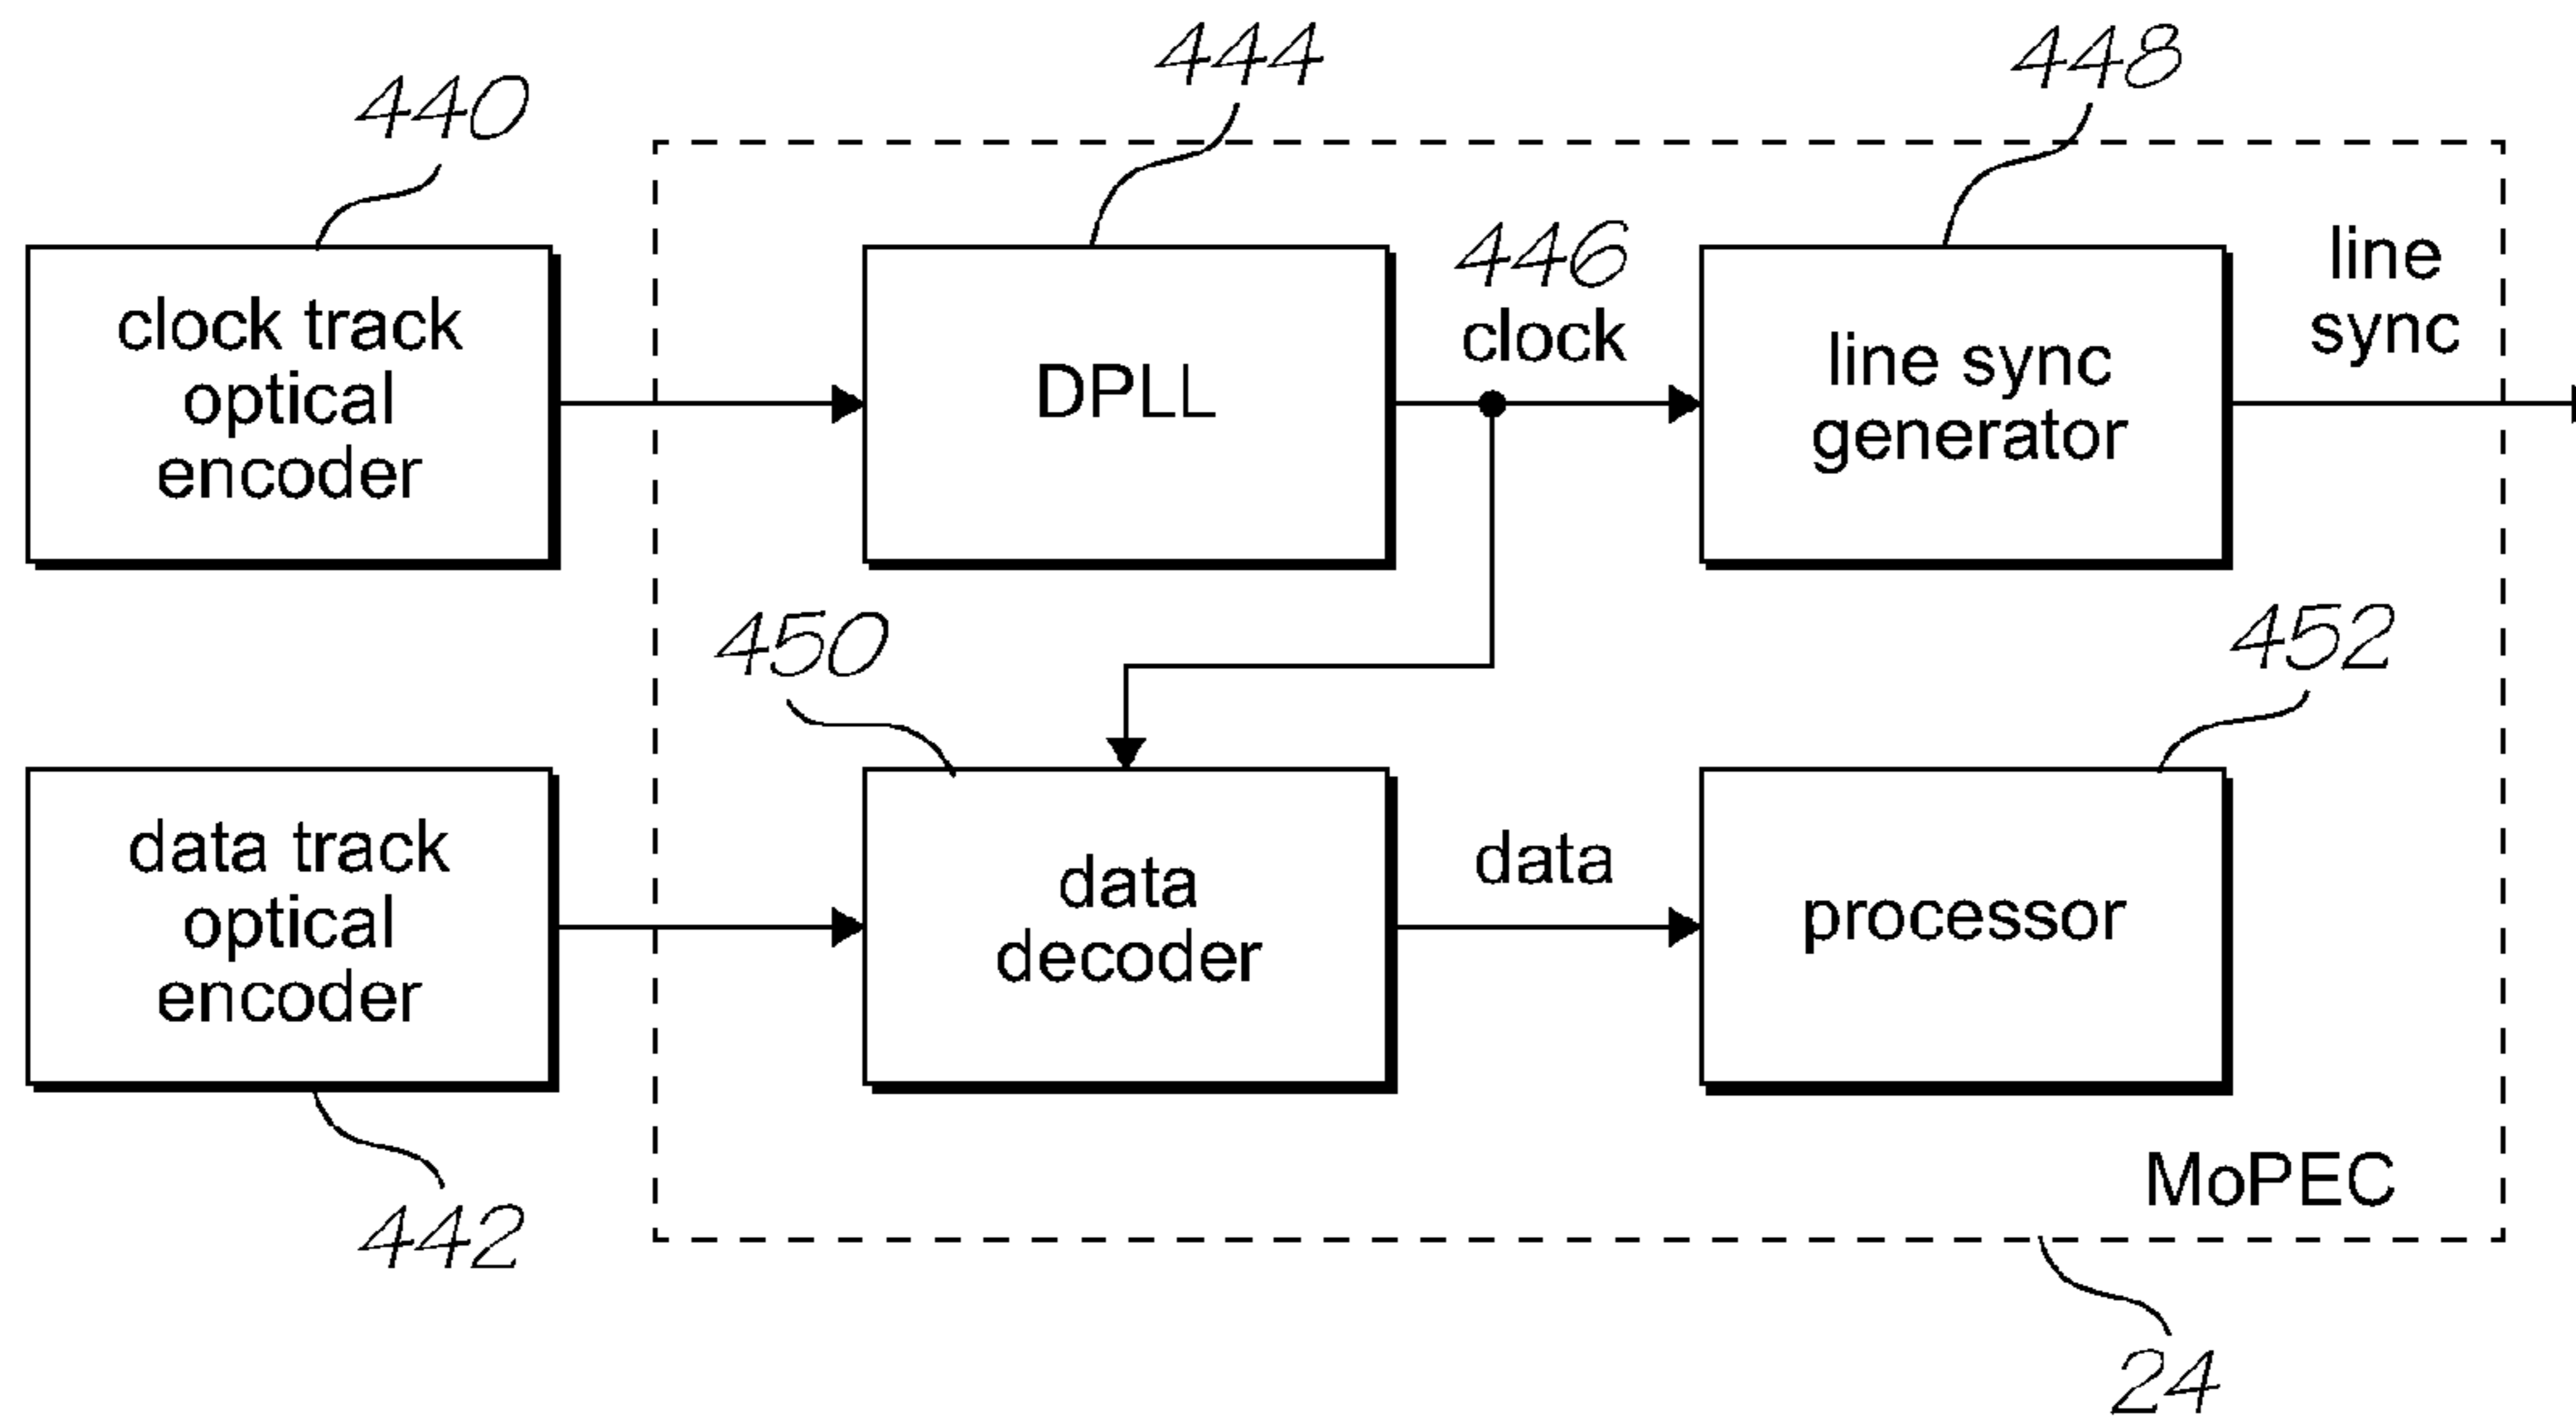 444
448
440
446
clock
line
sync
clock track
optical
encoder
DPLL
line sync
generator
450
452
data track
optical
encoder
data
decoder
data
processor
MoPEC
442
24